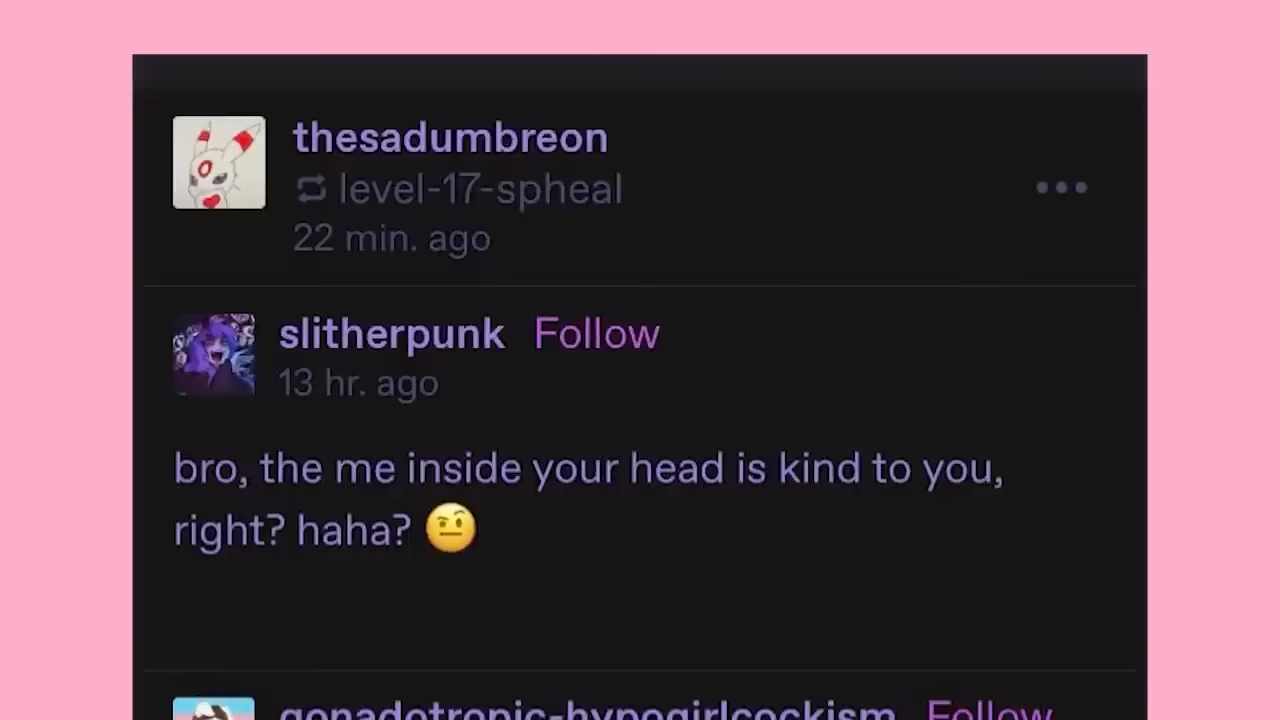 thesadumbreon
level-17-spheal
22 min. ago
slitherpunk Follow
13 hr. ago
bro, the me inside your head is kind to you,
right? haha? 🤨
gonadotropic-hypogirlcockism Follow